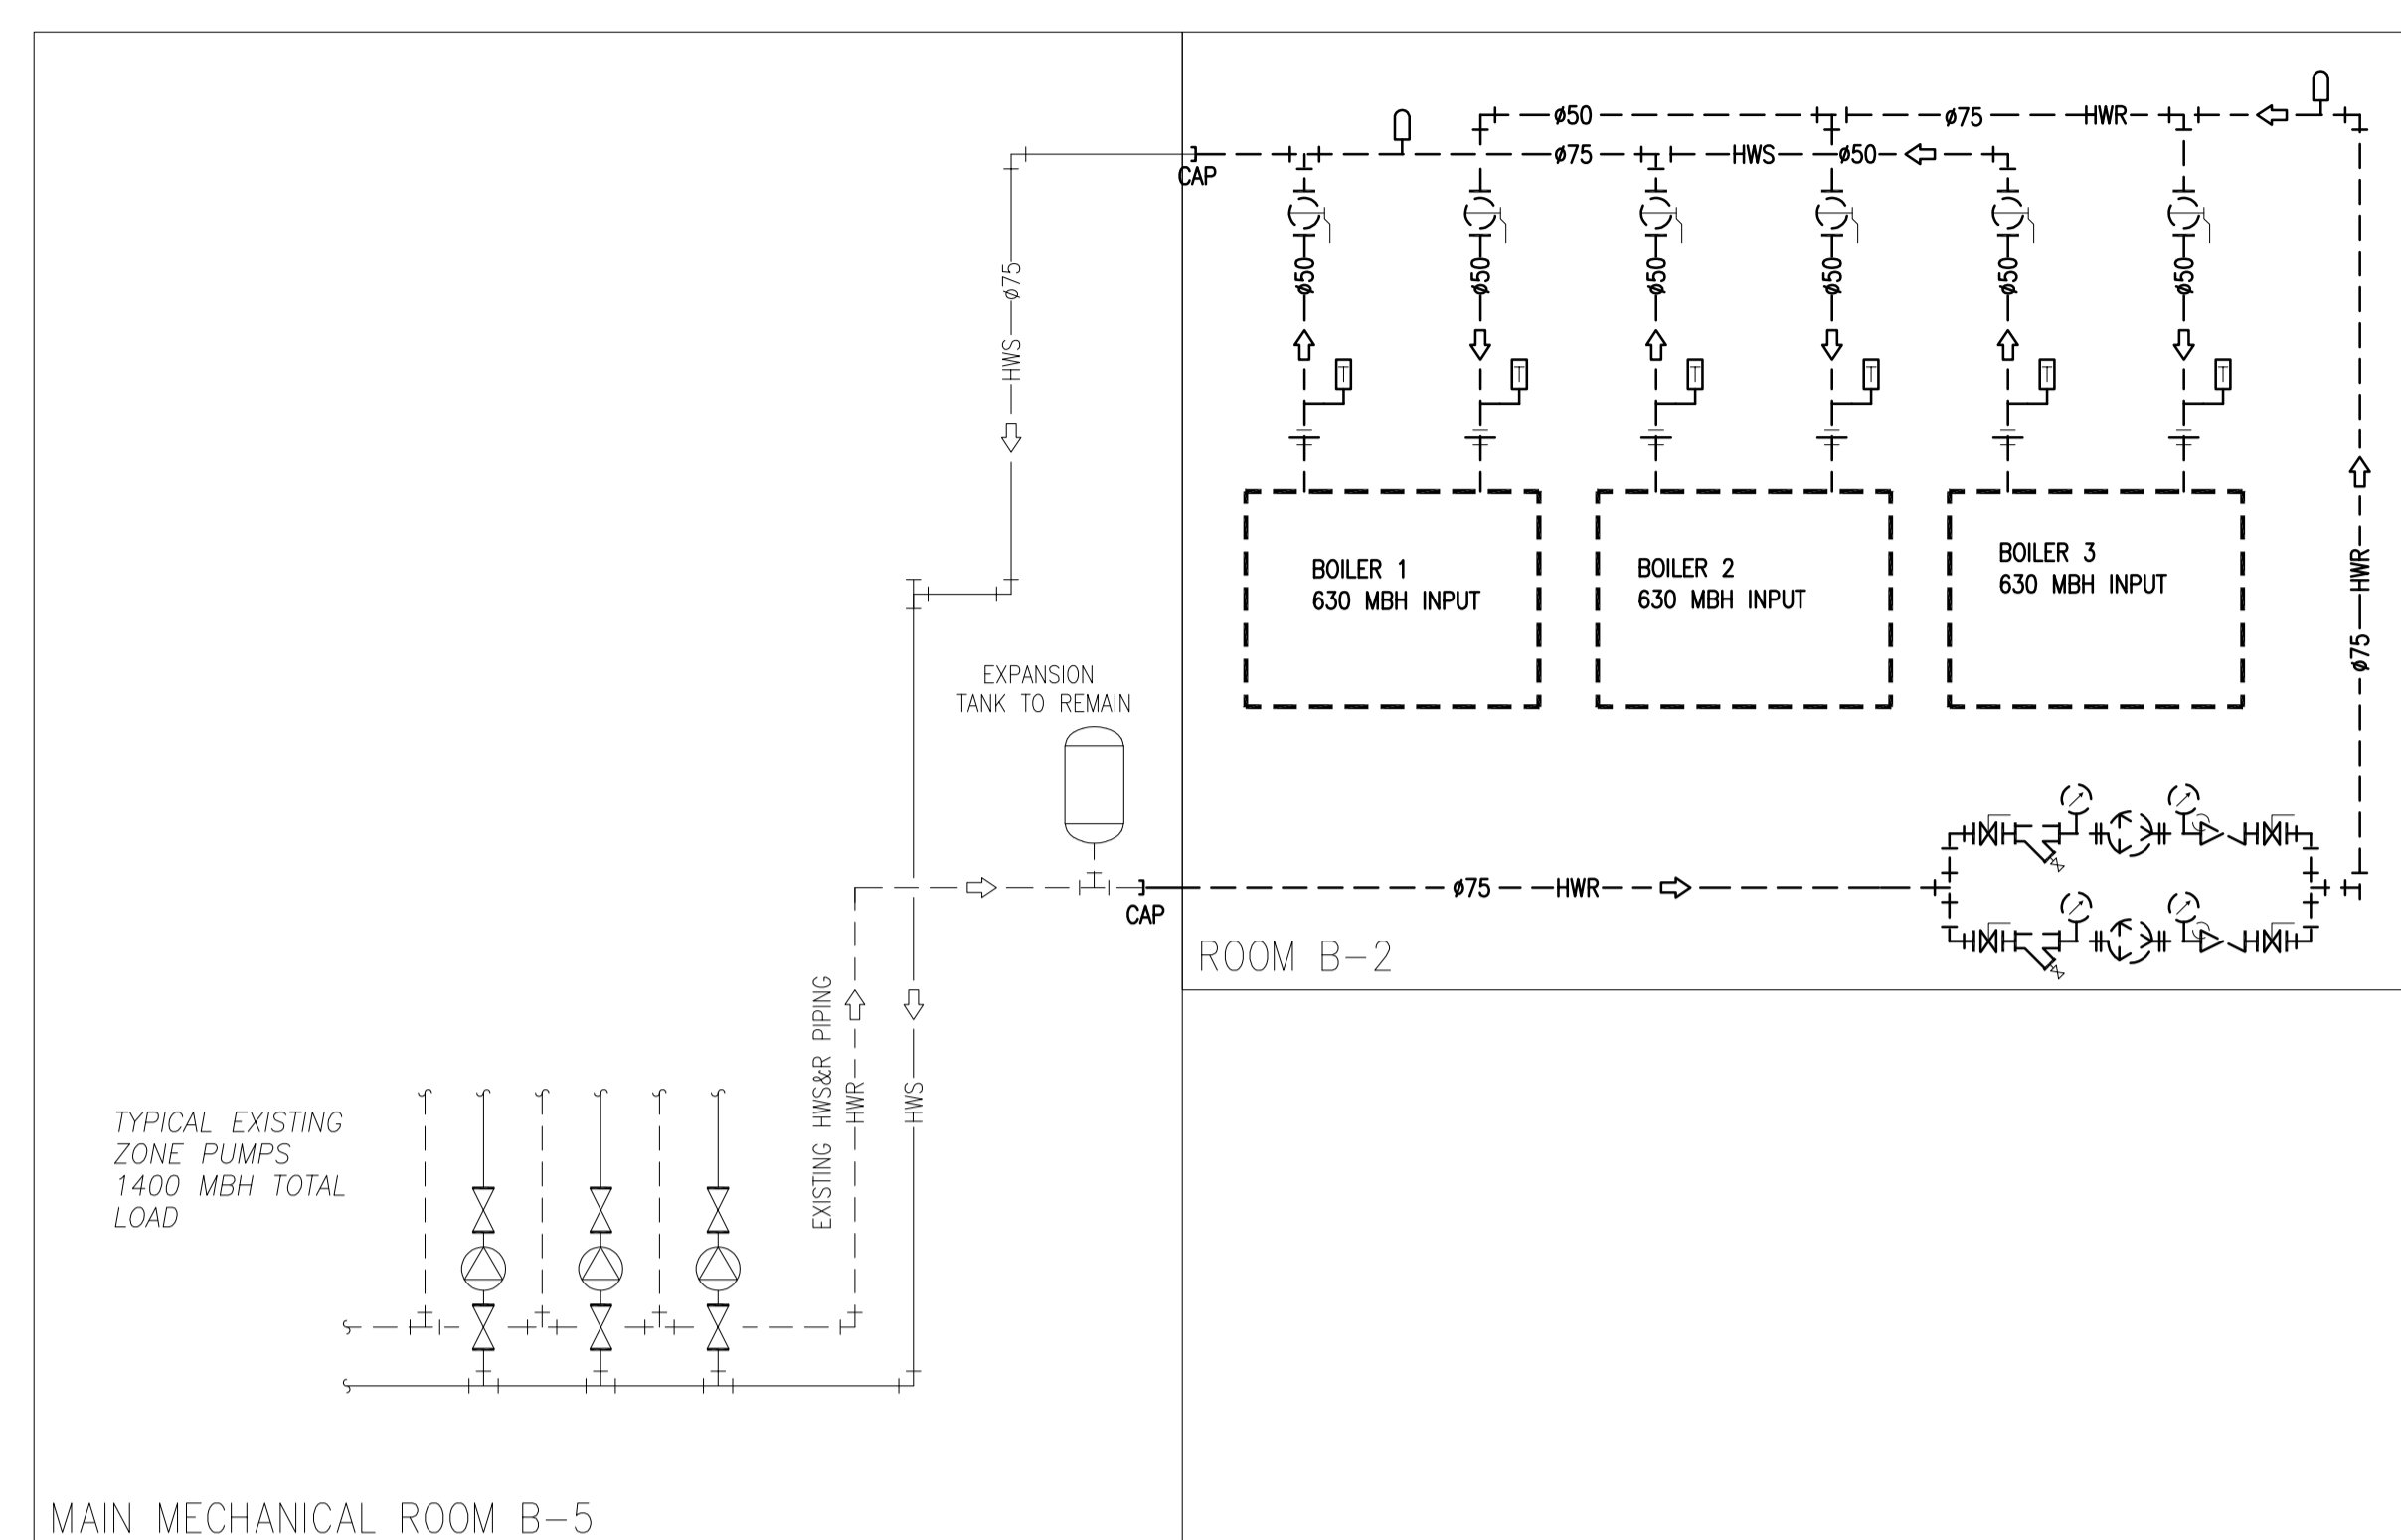 ø50
ø75
HWR
ø75
HWS
ø50
CAP
ø50
ø50
ø50
ø50
ø50
ø50
HWS
ø75
T
T
T
T
T
T
BOILER 1
630 MBH INPUT
BOILER 2
630 MBH INPUT
BOILER 3
630 MBH INPUT
ø75
HWR
EXPANSION
TANK TO REMAIN
CAP
ø75
HWR
ROOM B-2
EXISTING HWS&R PIPING
HWR
HWS
TYPICAL EXISTING
ZONE PUMPS
1400 MBH TOTAL
LOAD
MAIN MECHANICAL ROOM B-5